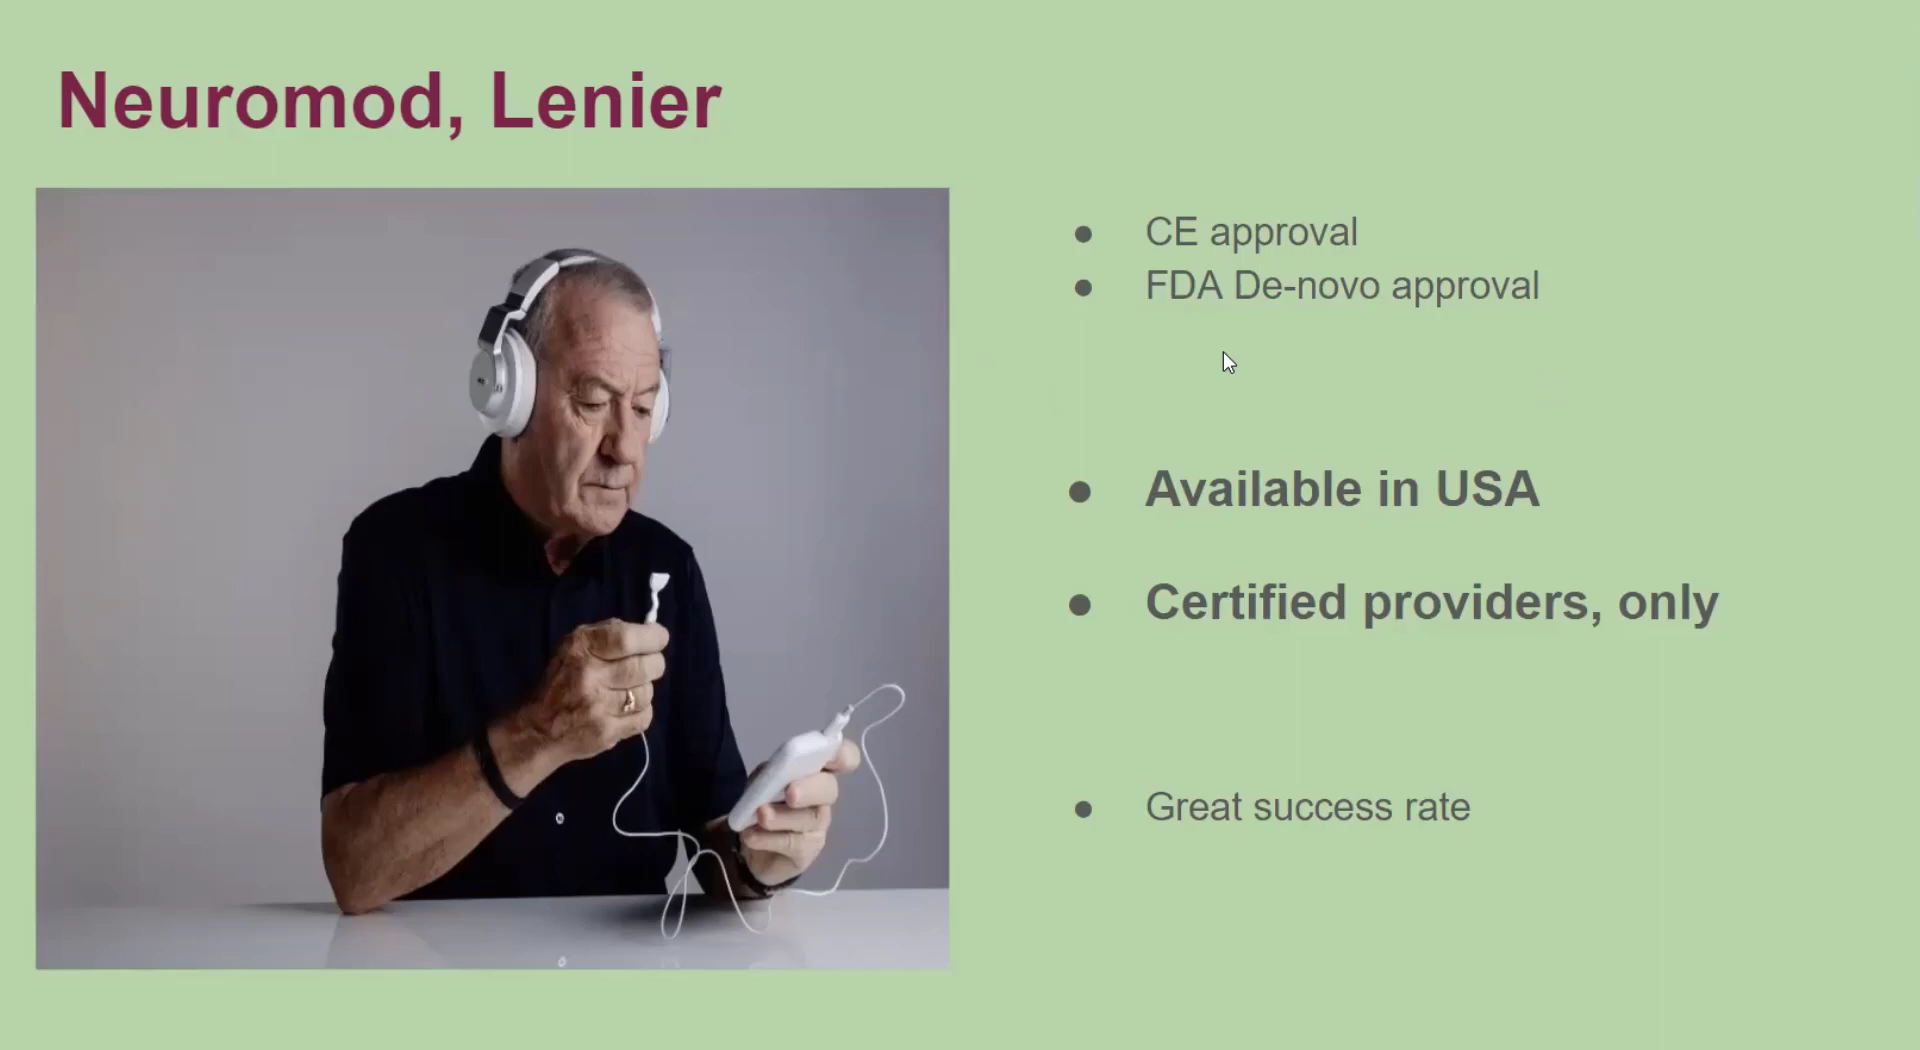 Neuromod, Lenier
CE approval
FDA De-novo approval
Available in USA
Certified providers, only
Great success rate